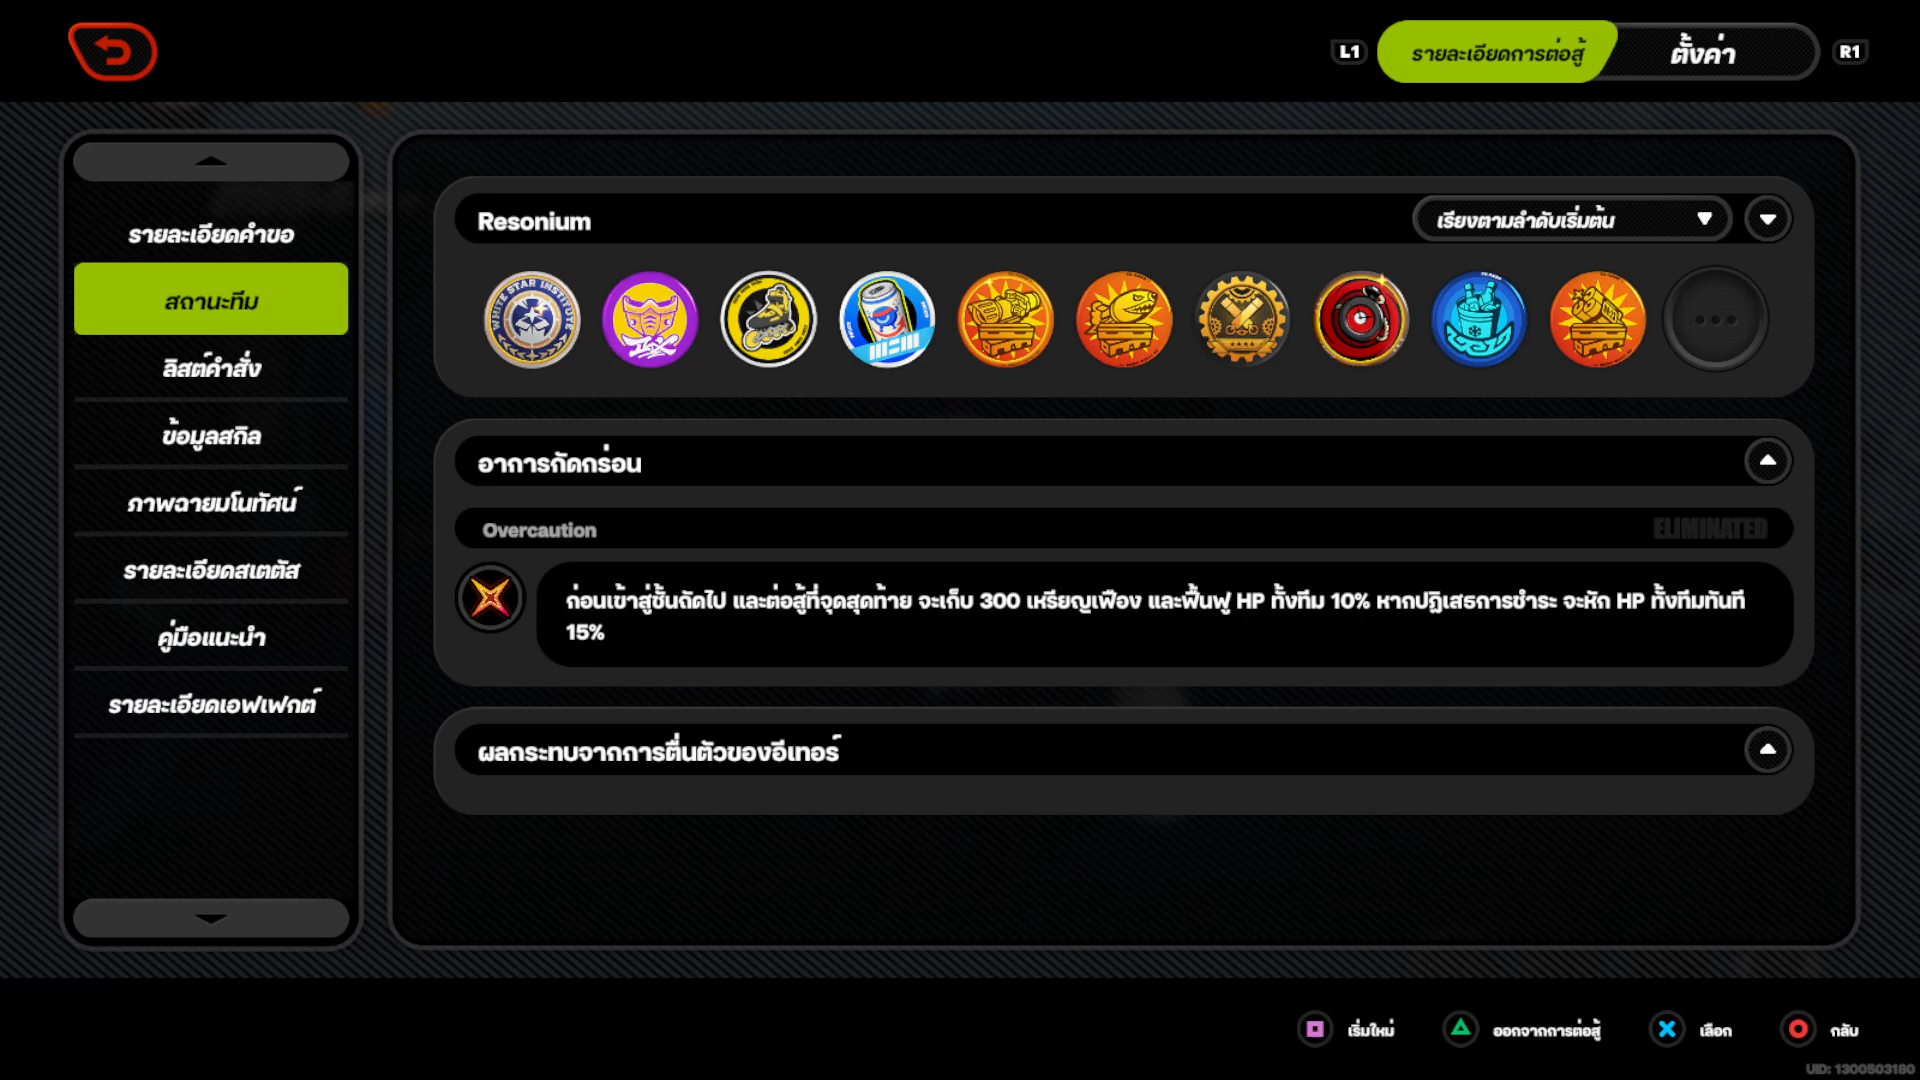 L1
รายละเอียดการต่อสู้
ตั้งค่า
R1
รายละเอียดคำขอ
สถานะทีม
ลิสต์คำสั่ง
ข้อมูลสกิล
ภาพฉายมโนทัศน์
รายละเอียดสเตตัส
คู่มือแนะนำ
รายละเอียดเอฟเฟกต์
Resonium
เรียงตามลำดับเริ่มต้น
WHITE STAR INSTITUTE
อาการกัดกร่อน
Overcaution
ELIMINATED
ก่อนเข้าสู่ชั้นถัดไป และต่อสู้ที่จุดสุดท้าย จะเก็บ 300 เหรียญเฟือง และฟื้นฟู HP ทั้งทีม 10% หากปฏิเสธการชำระ จะหัก HP ทั้งทีมทันที
15%
ผลกระทบจากการตื่นตัวของอีเทอร์
เริ่มใหม่
ออกจากการต่อสู้
เลือก
กลับ
UID: 1300503180